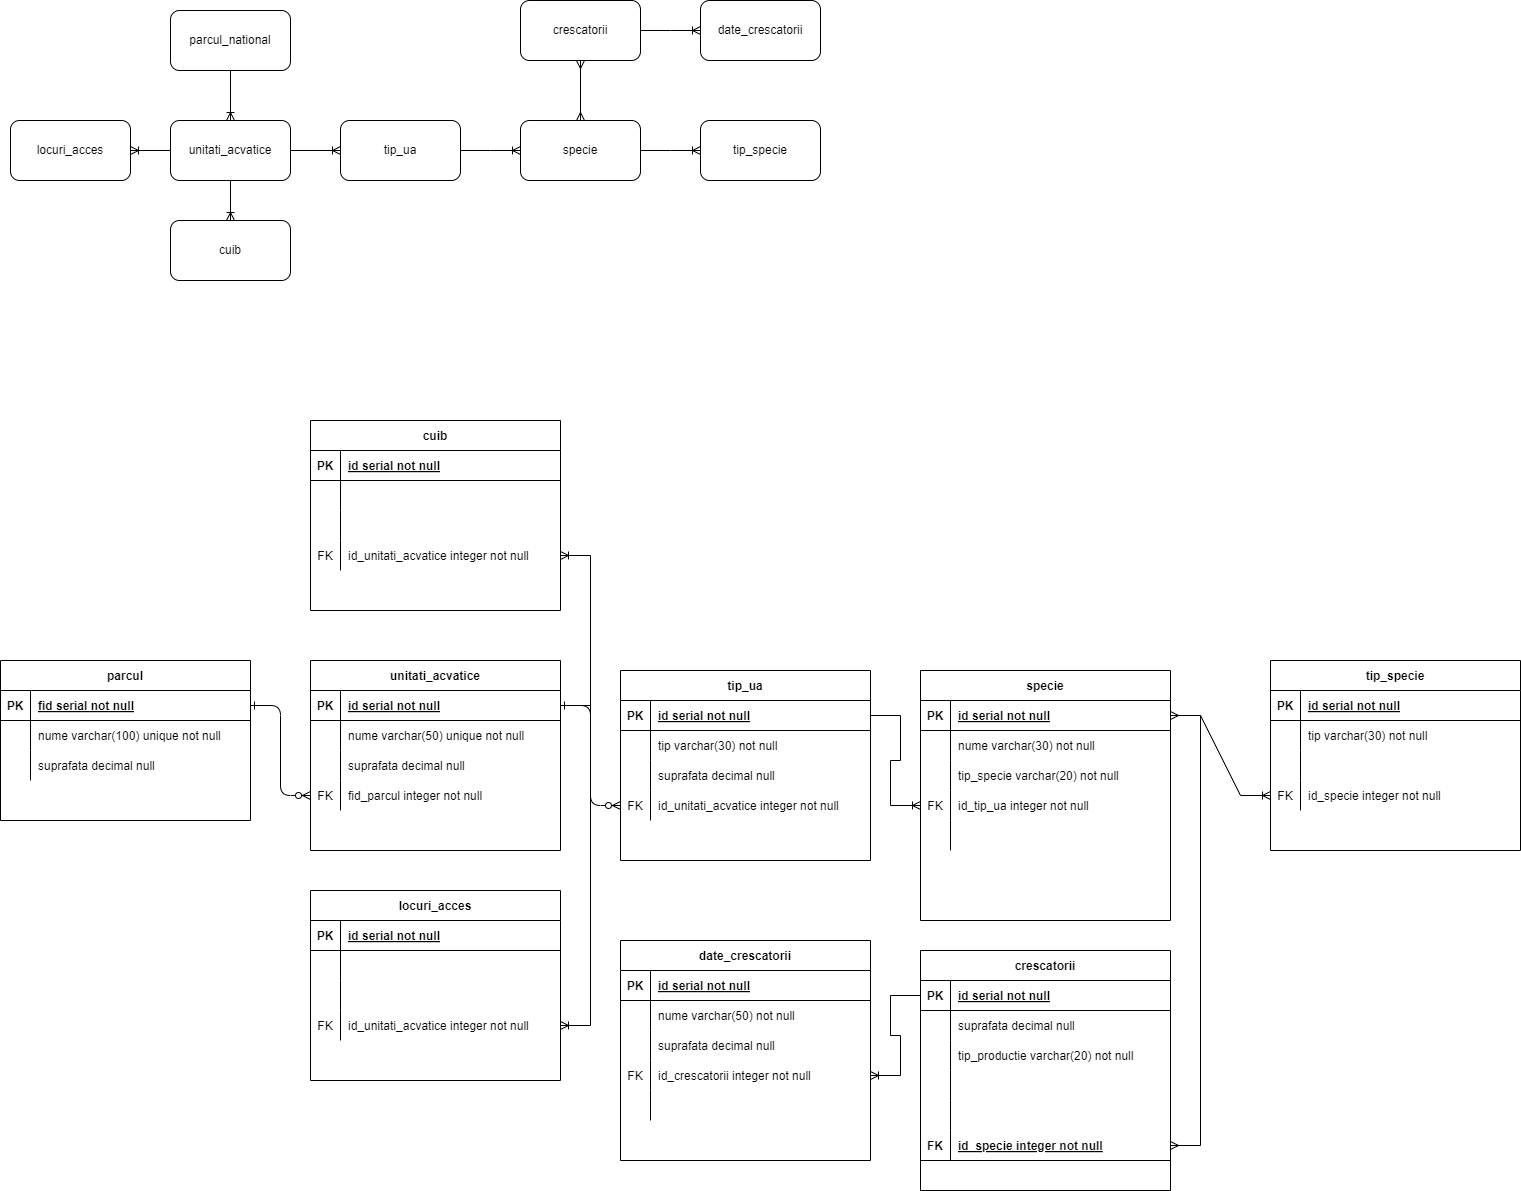 crescatorii
date_crescatorii
parcul_national
locuri_acces
unitati_acvatice
tip_ua
specie
tip_specie
cuib
cuib
PK id serial not null
FK id_unitati_acvatice integer not null
parcul
PK fid serial not null
nume varchar(100) unique not null
suprafata decimal null
unitati_acvatice
PK id serial not null
nume varchar(50) unique not null
suprafata decimal null
FK fid_parcul integer not null
tip_ua
PK id serial not null
tip varchar(30) not null
suprafata decimal null
FK id_unitati_acvatice integer not null
specie
PK id serial not null
nume varchar(30) not null
tip_specie varchar(20) not null
FK id_tip_ua integer not null
tip_specie
PK id serial not null
tip varchar(30) not null
FK id_specie integer not null
locuri_acces
PK id serial not null
FK id_unitati_acvatice integer not null
date_crescatorii
PK id serial not null
nume varchar(50) not null
suprafata decimal null
FK id_crescatorii integer not null
crescatorii
PK id serial not null
suprafata decimal null
tip_productie varchar(20) not null
FK id_specie integer not null